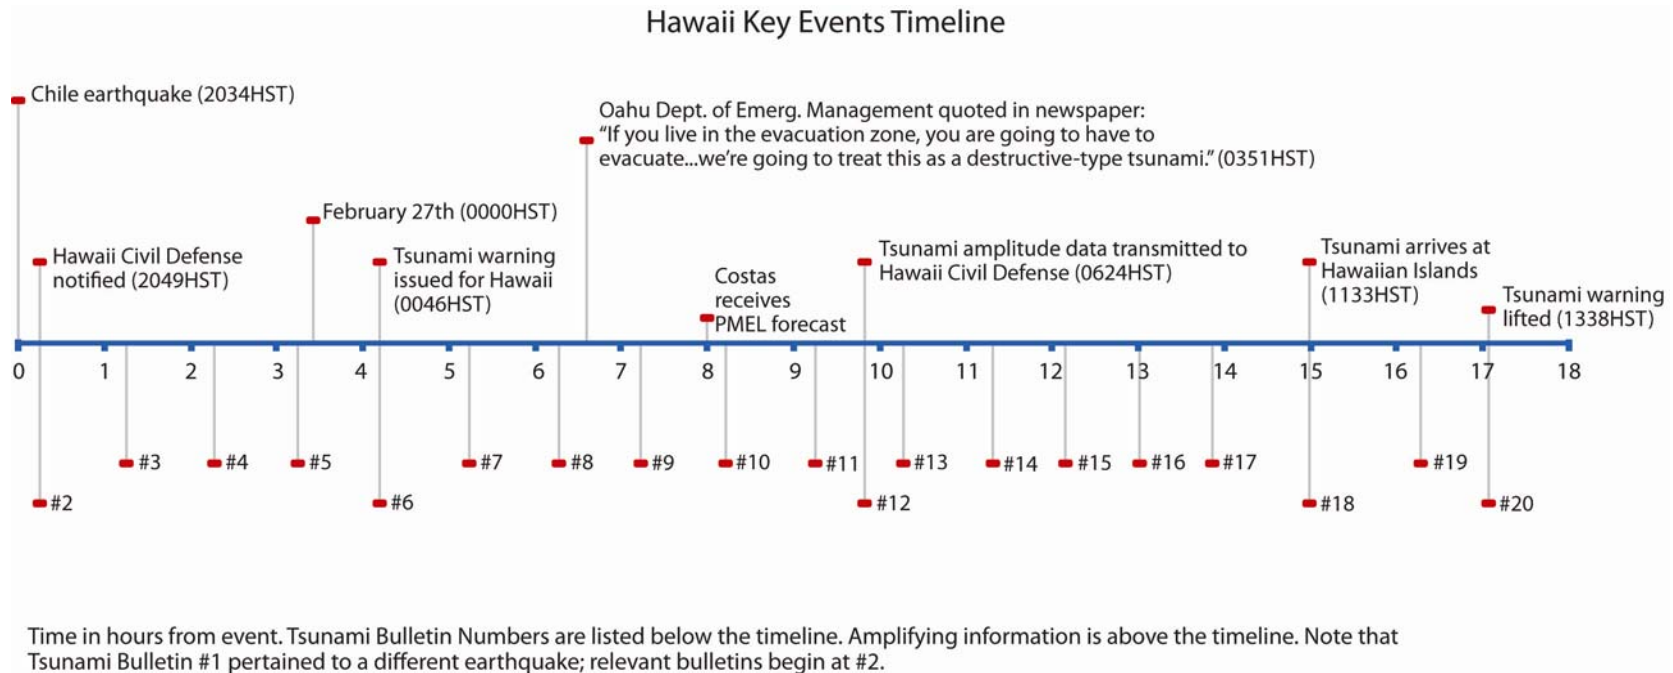 Hawaii Key Events Timeline
Chile earthquake (2034HST)
Oahu Dept. of Emerg. Management quoted in newspaper:
“If you live in the evacuation zone, you are going to have to
evacuate...we’re going to treat this as a destructive-type tsunami.” (0351HST)
February 27th (0000HST)
Hawaii Civil Defense
notified (2049HST)
Tsunami warning
issued for Hawaii
(0046HST)
Costas
receives
PMEL forecast
Tsunami amplitude data transmitted to
Hawaii Civil Defense (0624HST)
Tsunami arrives at
Hawaiian Islands
(1133HST)
Tsunami warning
lifted (1338HST)
0 1 2 3 4 5 6 7 8 9 10 11 12 13 14 15 16 17 18
#3 #4 #5 #7 #8 #9 #10 #11 #13 #14 #15 #16 #17 #19
#2 #6 #12 #18 #20
Time in hours from event. Tsunami Bulletin Numbers are listed below the timeline. Amplifying information is above the timeline. Note that
Tsunami Bulletin #1 pertained to a different earthquake; relevant bulletins begin at #2.